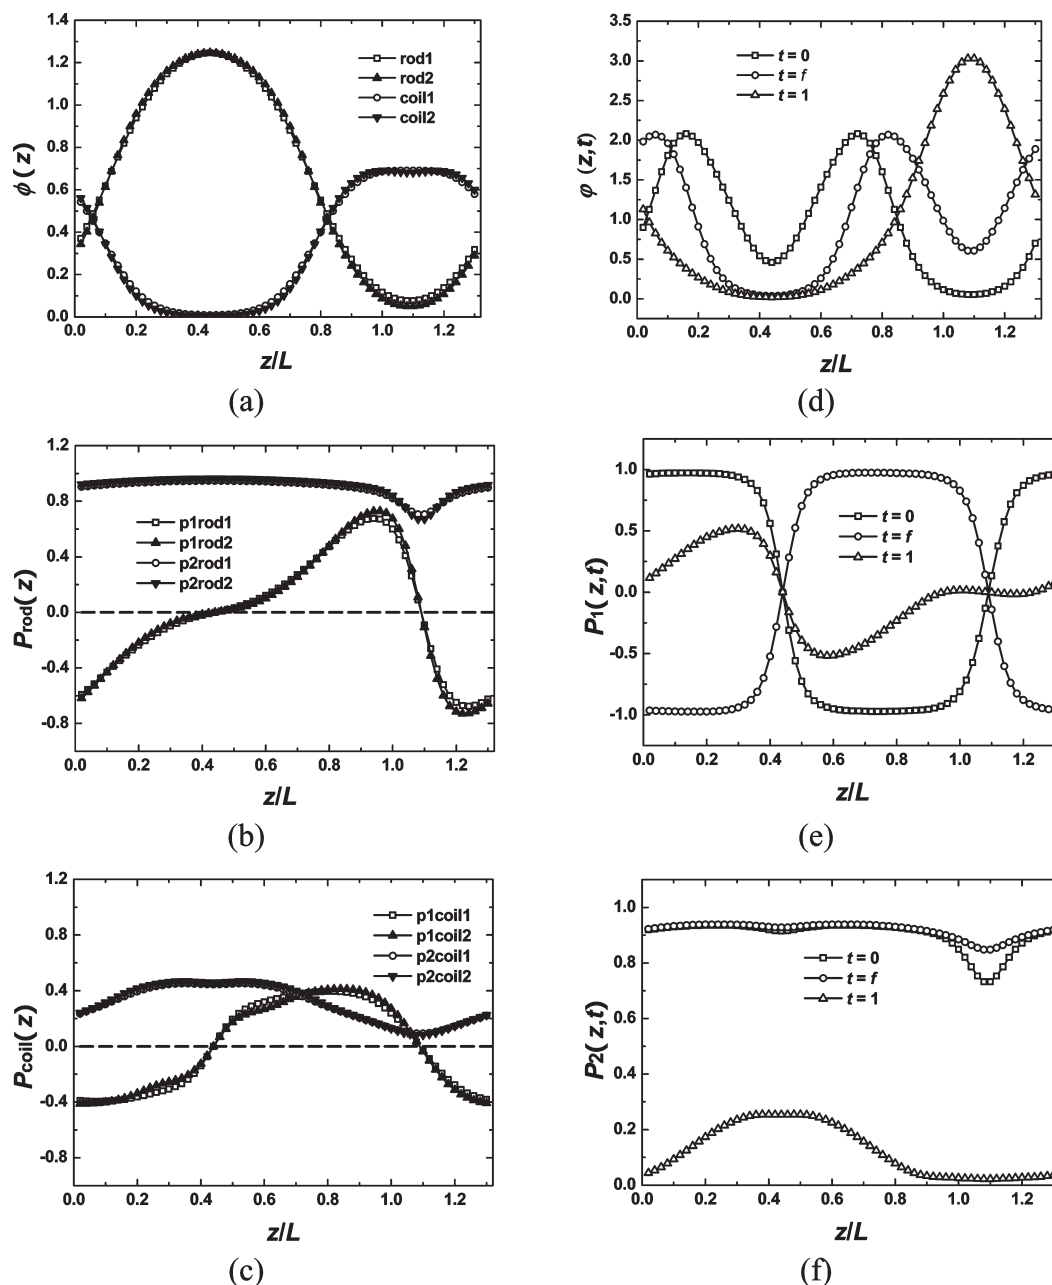 1.4
1.2
1.0
0.8
0.6
0.4
0.2
0.0
ϕ(z)
rod1
rod2
coil1
coil2
0.0 0.2 0.4 0.6 0.8 1.0 1.2
z/L
(a)
3.5
3.0
2.5
2.0
1.5
1.0
0.5
0.0
φ(z,t)
t = 0
t = f
t = 1
0.0 0.2 0.4 0.6 0.8 1.0 1.2
z/L
(d)
1.2
0.8
0.4
0.0
-0.4
-0.8
Prod(z)
p1rod1
p1rod2
p2rod1
p2rod2
0.0 0.2 0.4 0.6 0.8 1.0 1.2
z/L
(b)
1.0
0.5
0.0
-0.5
-1.0
P1(z,t)
t = 0
t = f
t = 1
0.0 0.2 0.4 0.6 0.8 1.0 1.2
z/L
(e)
1.2
0.8
0.4
0.0
-0.4
-0.8
Pcoil(z)
p1coil1
p1coil2
p2coil1
p2coil2
0.0 0.2 0.4 0.6 0.8 1.0 1.2
z/L
(c)
1.0
0.8
0.6
0.4
0.2
0.0
P2(z,t)
t = 0
t = f
t = 1
0.0 0.2 0.4 0.6 0.8 1.0 1.2
z/L
(f)